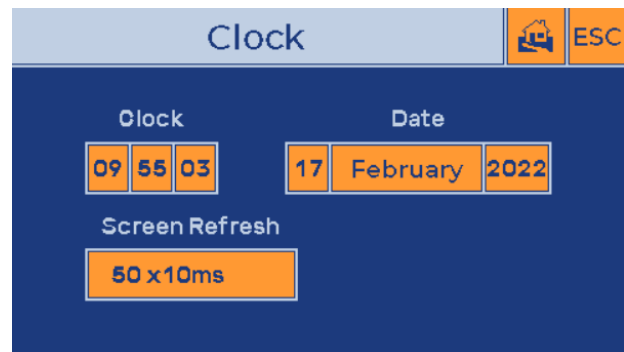 Clock ESC
Clock Date
09 55 03 17 February 2022
Screen Refresh
50 x10ms